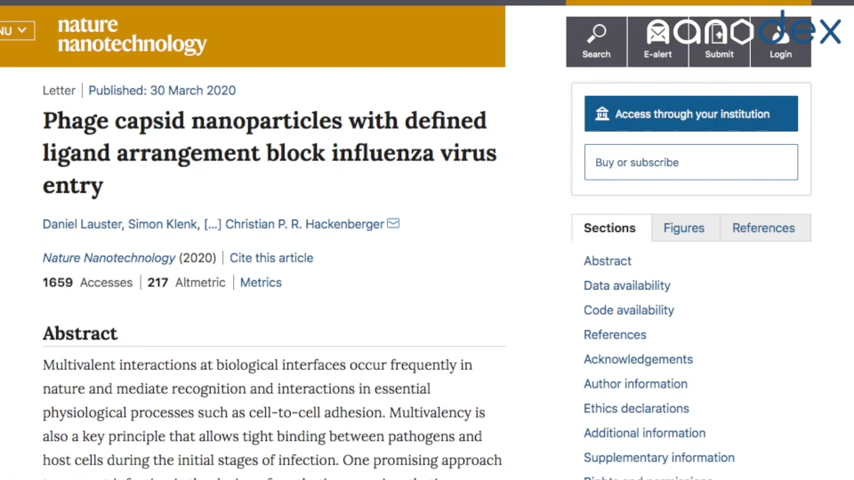 NU
nature
nanotechnology
nanodex
Search
E-alert
Submit
Login
Letter | Published: 30 March 2020
Phage capsid nanoparticles with defined
ligand arrangement block influenza virus
entry
Daniel Lauster, Simon Klenk, [...] Christian P. R. Hackenberger
Nature Nanotechnology (2020) | Cite this article
1659 Accesses | 217 Altmetric | Metrics
Abstract
Multivalent interactions at biological interfaces occur frequently in
nature and mediate recognition and interactions in essential
physiological processes such as cell-to-cell adhesion. Multivalency is
also a key principle that allows tight binding between pathogens and
host cells during the initial stages of infection. One promising approach
Access through your institution
Buy or subscribe
Sections
Figures
References
Abstract
Data availability
Code availability
References
Acknowledgements
Author information
Ethics declarations
Additional information
Supplementary information